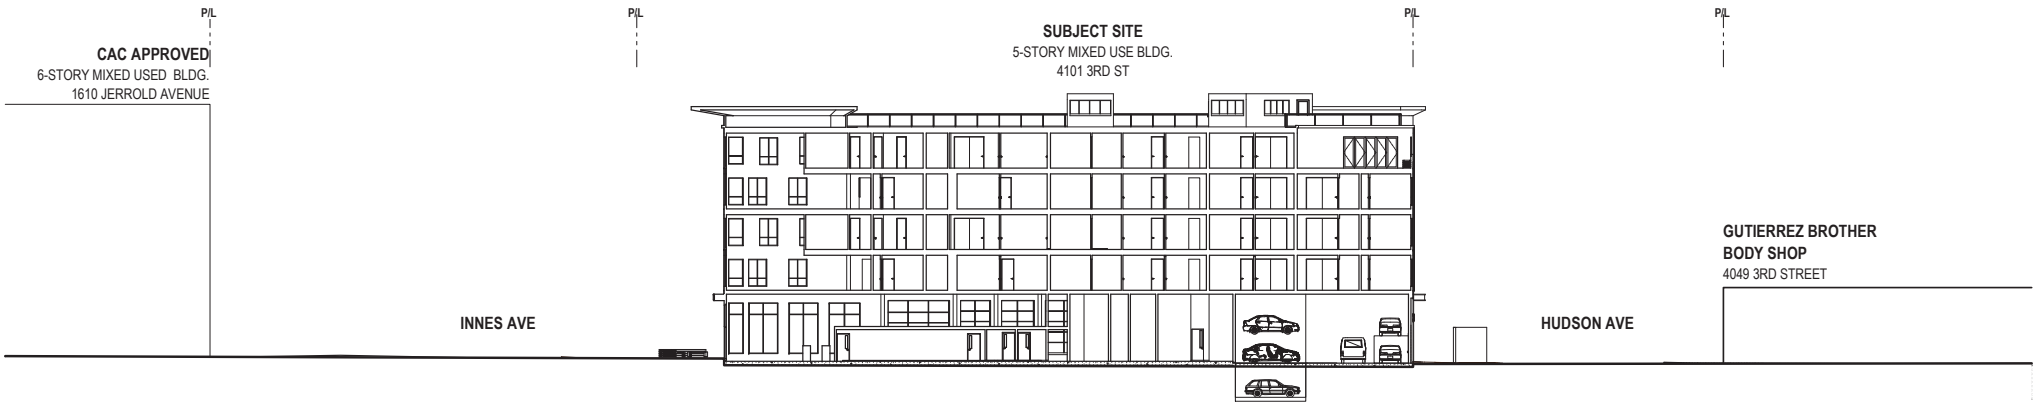 P/L
P/L
P/L
P/L
CAC APPROVED
6-STORY MIXED USED BLDG.
1610 JERROLD AVENUE
SUBJECT SITE
5-STORY MIXED USE BLDG.
4101 3RD ST
GUTIERREZ BROTHER
BODY SHOP
4049 3RD STREET
INNES AVE
HUDSON AVE